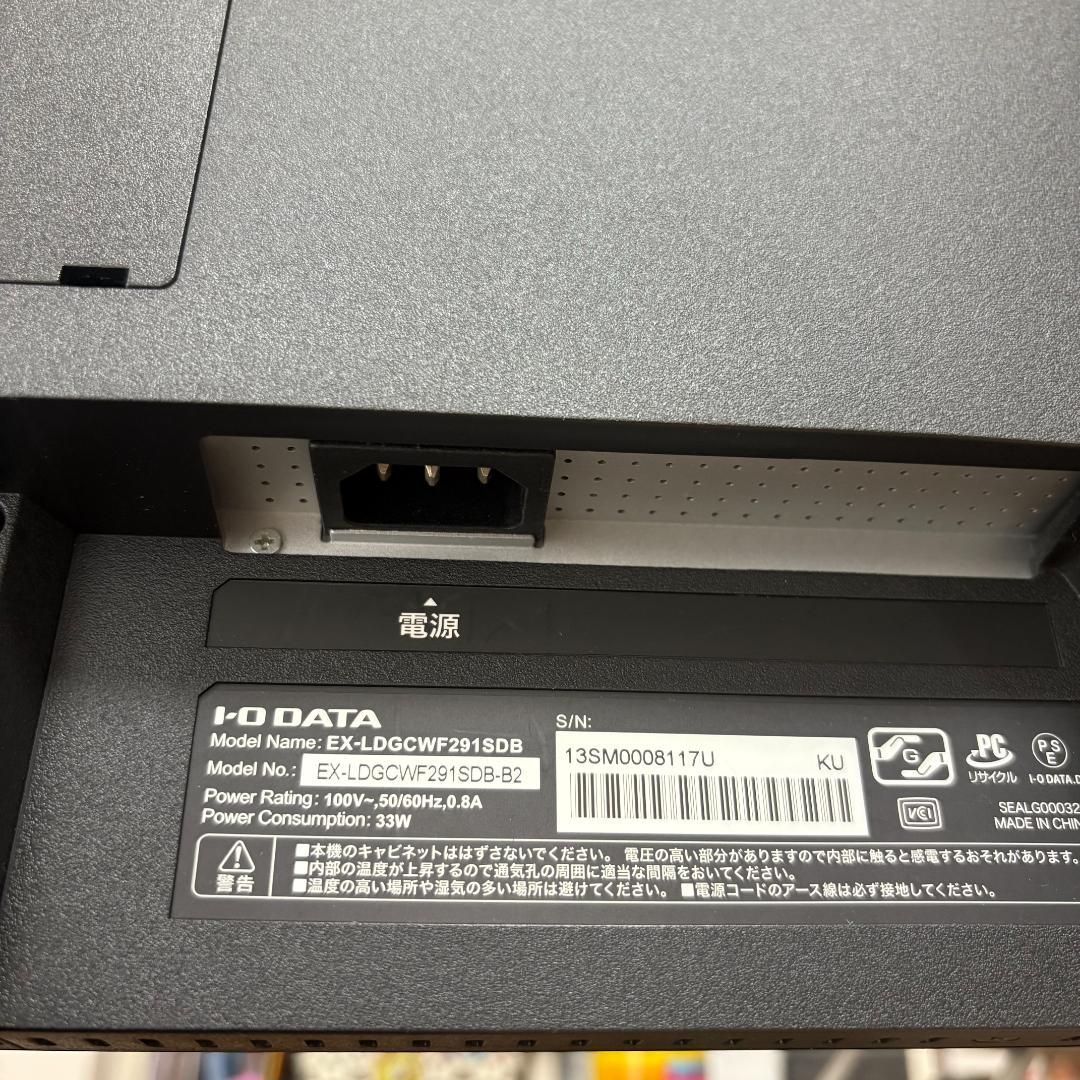 電源
I-O DATA
Model Name: EX-LDGCWF291SDB
Model No.: EX-LDGCWF291SDB-B2
Power Rating: 100V~,50/60Hz,0.8A
Power Consumption: 33W
S/N:
13SM0008117U KU
G
PC
リサイクル
PS
E
I-O DATA.D
VCI
SEALG00032
MADE IN CHIN
警告
■本機のキャビネットははずさないでください。 電圧の高い部分がありますので内部に触ると感電するおそれがあります。
■内部の温度が上昇するので通気孔の周囲に適当な間隔をおいてください。
■温度の高い場所や湿気の多い場所は避けてください。 ■電源コードのアース線は必ず接地してください。